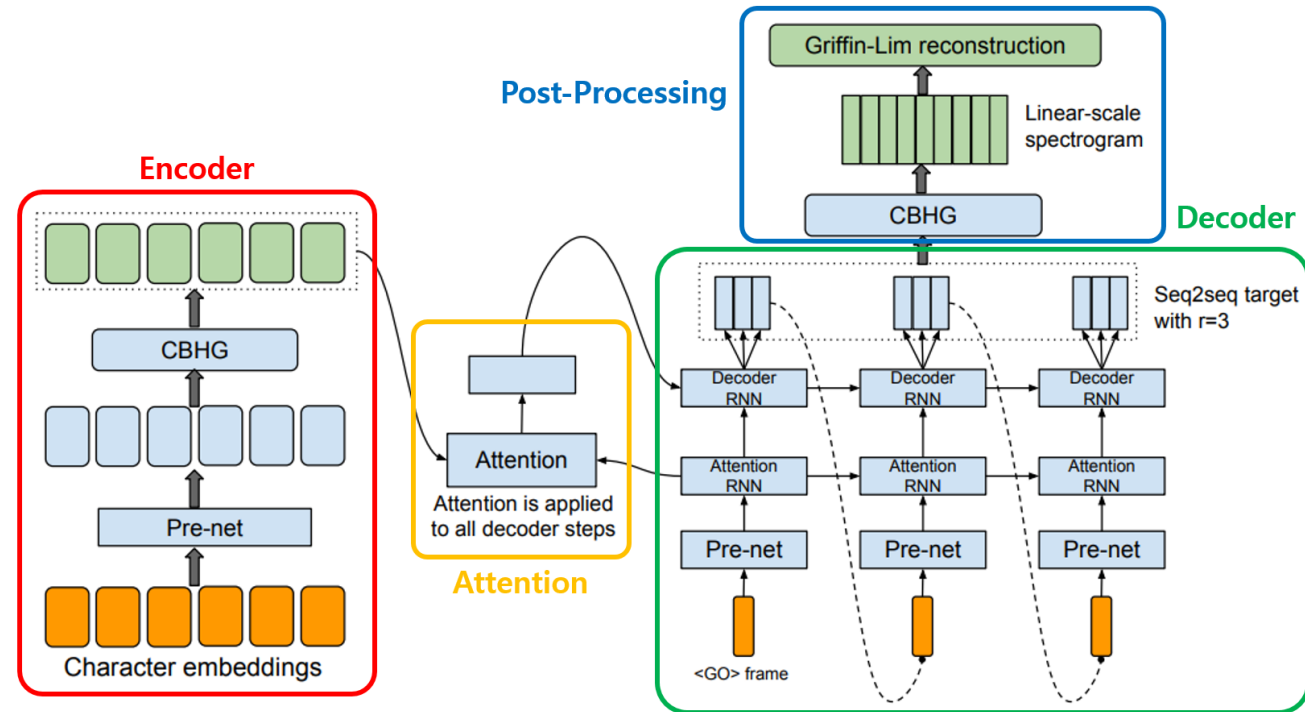 Griffin-Lim reconstruction
Post-Processing
Linear-scale
spectrogram
CBHG
Encoder
Decoder
CBHG
Pre-net
Character embeddings
Attention
Attention is applied
to all decoder steps
Attention
Seq2seq target
with r=3
Decoder
RNN
Decoder
RNN
Decoder
RNN
Attention
RNN
Attention
RNN
Attention
RNN
Pre-net
Pre-net
Pre-net
<GO> frame